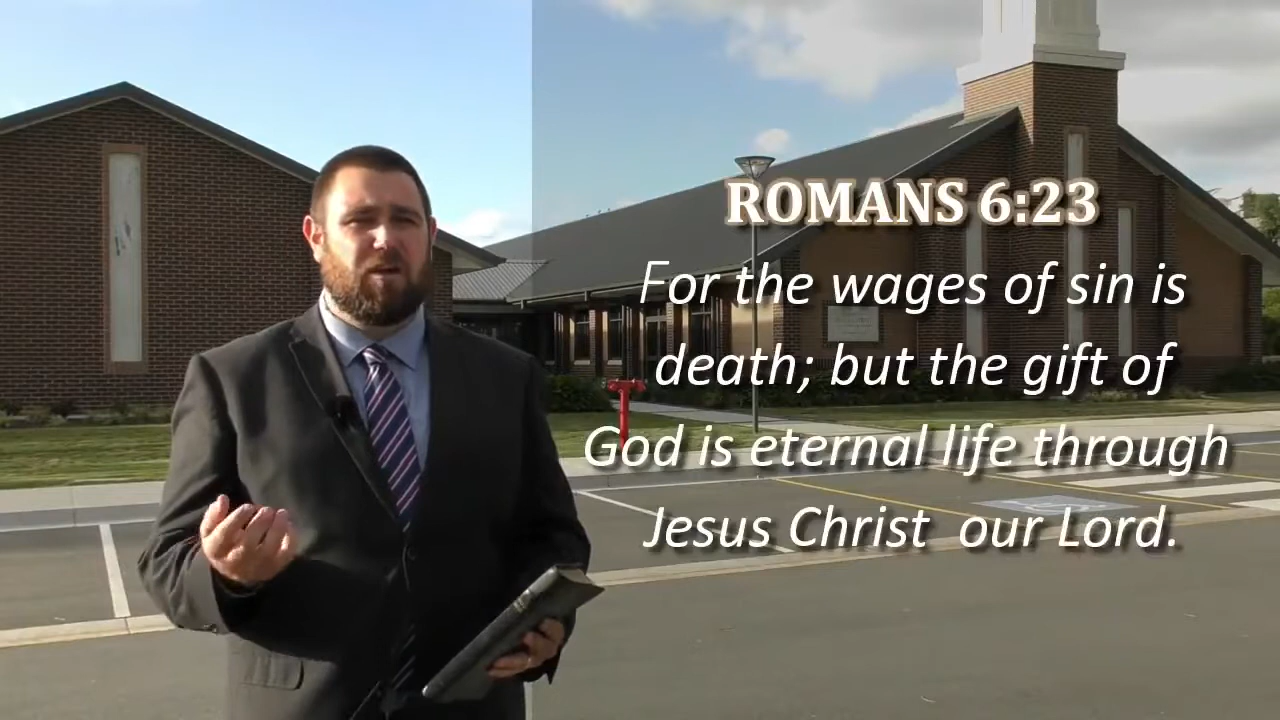 ROMANS 6:23
For the wages of sin is
death; but the gift of
God is eternal life through
Jesus Christ  our Lord.